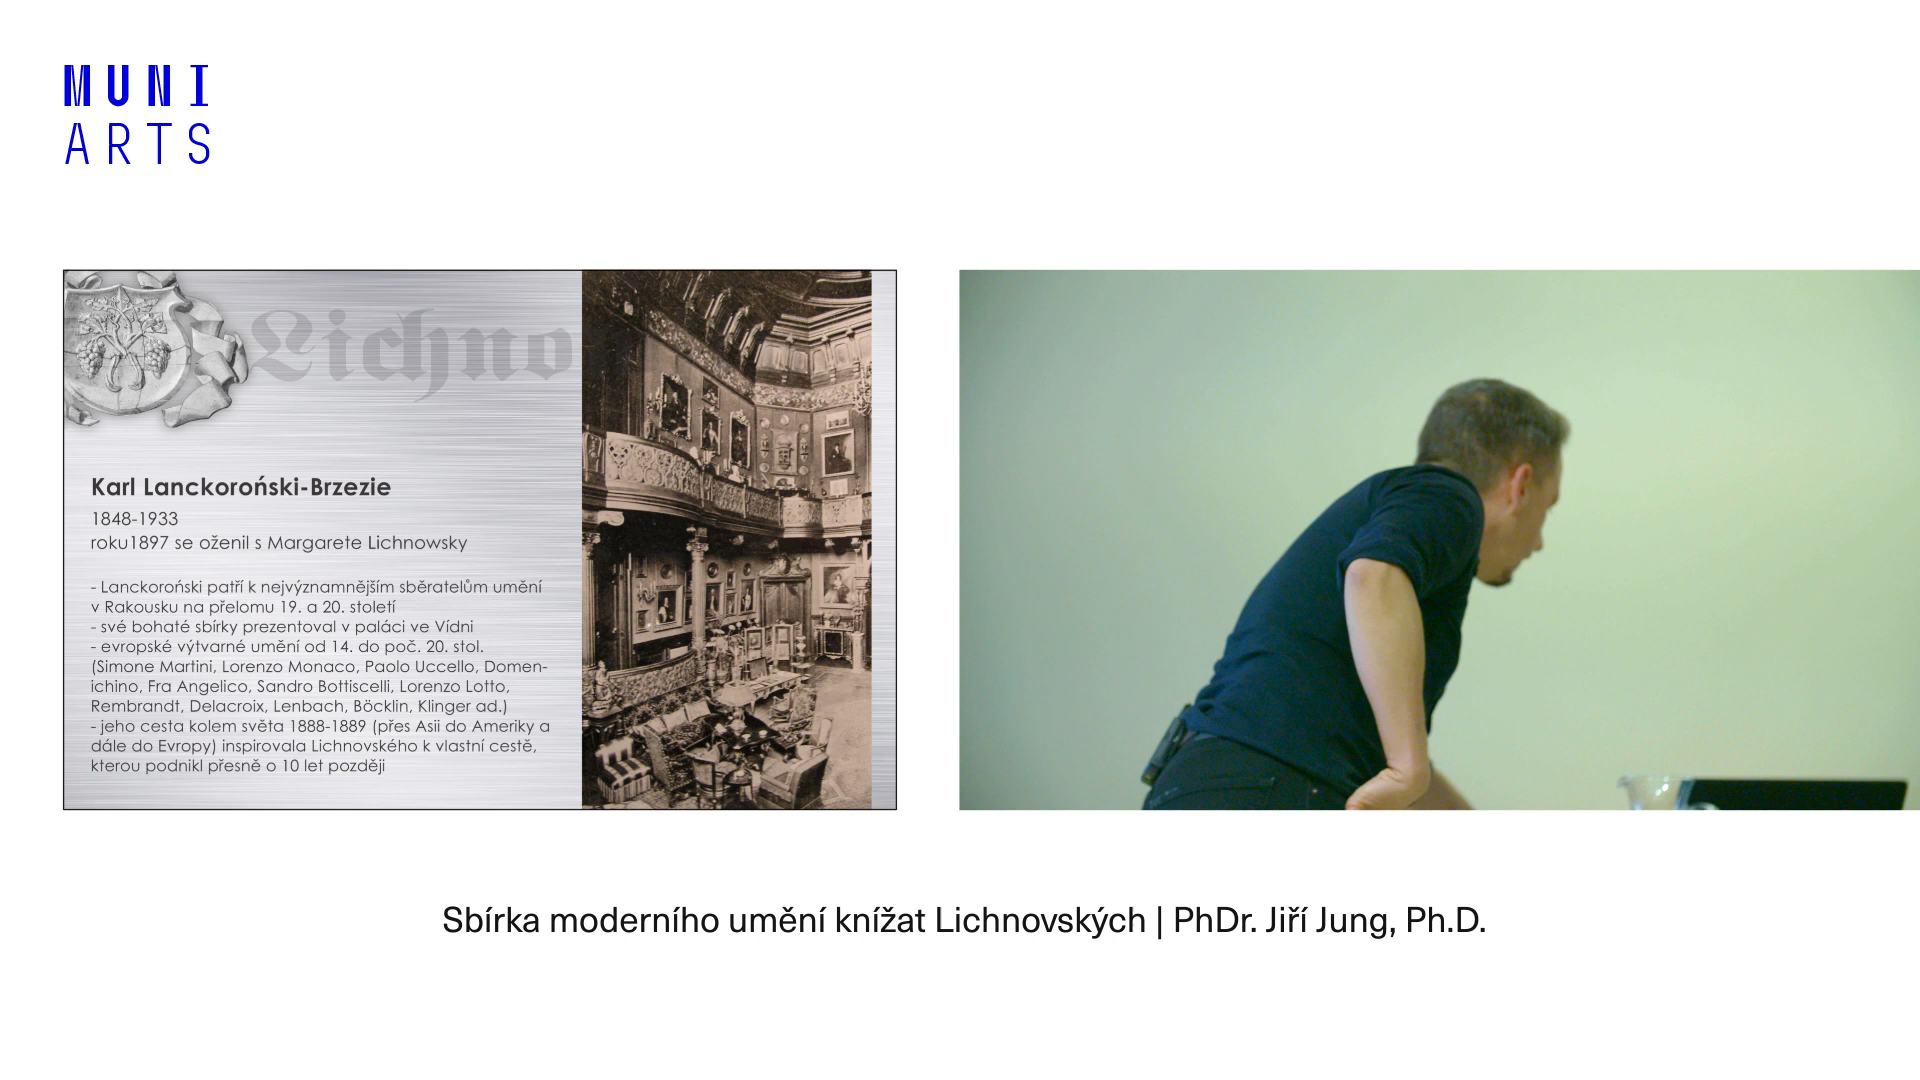 MUNI
ARTS
Lichno
Karl Lanckoroński-Brzezie
1848-1933
roku1897 se oženil s Margarete Lichnowsky
- Lanckoroński patří k nejvýznamnějším sběratelům umění
v Rakousku na přelomu 19. a 20. století
- své bohaté sbírky prezentoval v paláci ve Vídni
- evropské výtvarné umění od 14. do poč. 20. stol.
(Simone Martini, Lorenzo Monaco, Paolo Uccello, Domen-
ichino, Fra Angelico, Sandro Bottiscelli, Lorenzo Lotto,
Rembrandt, Delacroix, Lenbach, Böcklin, Klinger ad.)
- jeho cesta kolem světa 1888-1889 (přes Asii do Ameriky a
dále do Evropy) inspirovala Lichnovského k vlastní cestě,
kterou podnikl přesně o 10 let později
Sbírka moderního umění knížat Lichnovských | PhDr. Jiří Jung, Ph.D.